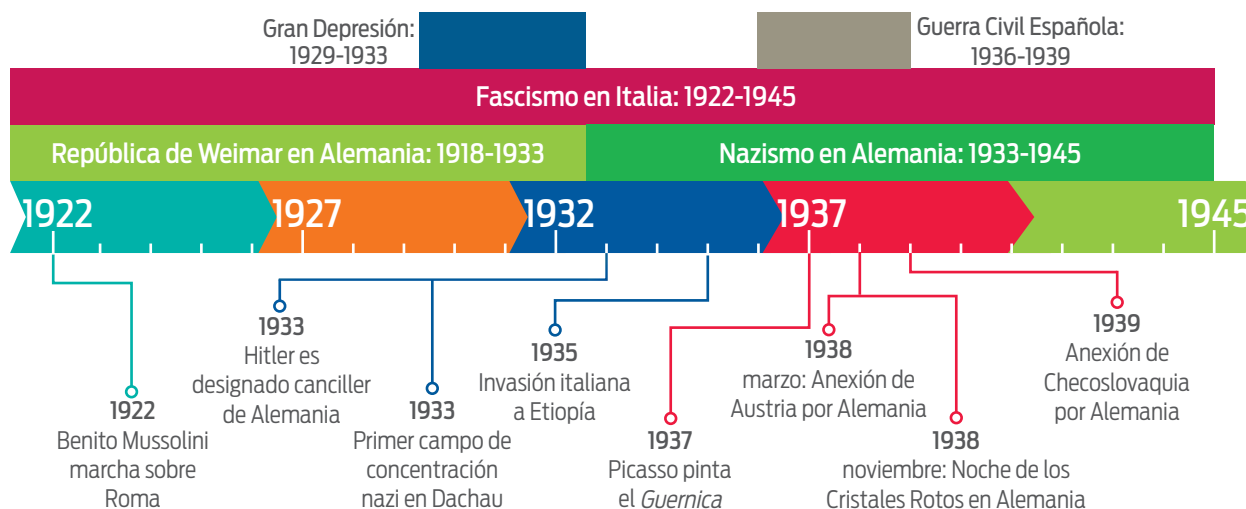 Gran Depresión:
1929-1933
Guerra Civil Española:
1936-1939
Fascismo en Italia: 1922-1945
República de Weimar en Alemania: 1918-1933
Nazismo en Alemania: 1933-1945
1922
1927
1932
1937
1945
1922
Benito Mussolini
marcha sobre
Roma
1933
Hitler es
designado canciller
de Alemania
1933
Primer campo de
concentración
nazi en Dachau
1935
Invasión italiana
a Etiopía
1937
Picasso pinta
el Guernica
1938
marzo: Anexión de
Austria por Alemania
1938
noviembre: Noche de los
Cristales Rotos en Alemania
1939
Anexión de
Checoslovaquia
por Alemania